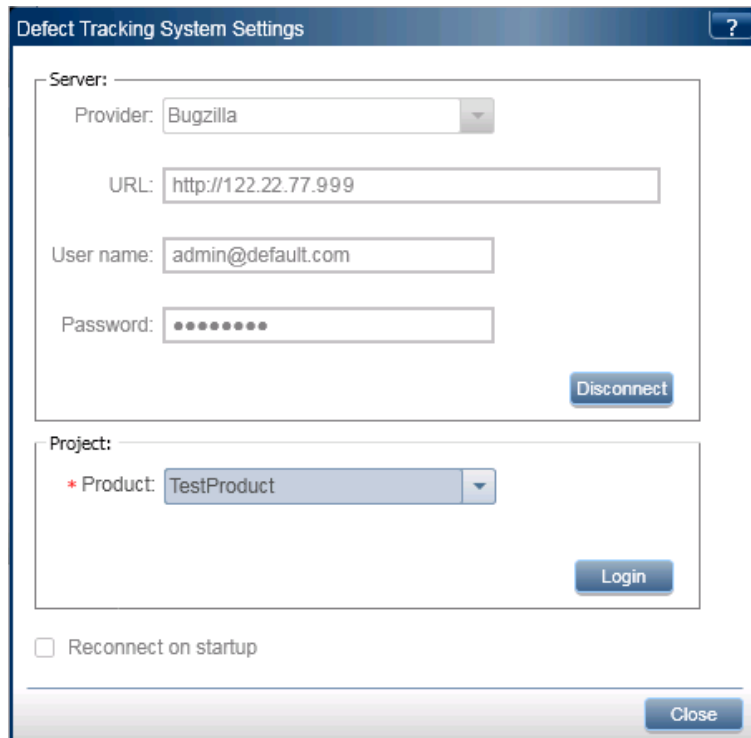 Defect Tracking System Settings ?
Server:
Provider: Bugzilla
URL: http://122.22.77.999
User name: admin@default.com
Password: ●●●●●●●●
Disconnect
Project:
* Product: TestProduct
Login
Reconnect on startup
Close